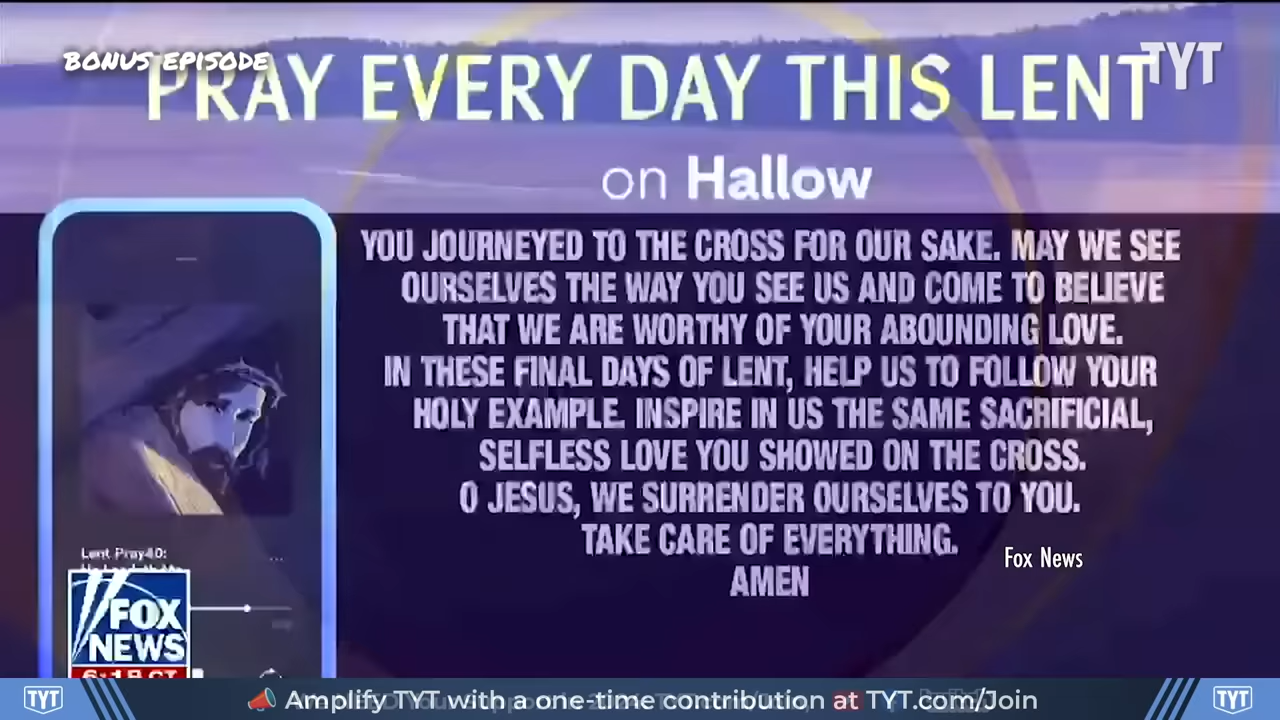 BONUS EPISODE
TYT
PRAY EVERY DAY THIS LENT
on Hallow
YOU JOURNEYED TO THE CROSS FOR OUR SAKE. MAY WE SEE
OURSELVES THE WAY YOU SEE US AND COME TO BELIEVE
THAT WE ARE WORTHY OF YOUR ABOUNDING LOVE.
IN THESE FINAL DAYS OF LENT, HELP US TO FOLLOW YOUR
HOLY EXAMPLE. INSPIRE IN US THE SAME SACRIFICIAL,
SELFLESS LOVE YOU SHOWED ON THE CROSS.
O JESUS, WE SURRENDER OURSELVES TO YOU.
TAKE CARE OF EVERYTHING.
AMEN
Fox News
Lent Pray40:
FOX
NEWS
6:15 CT
TYT
Amplify TYT with a one-time contribution at TYT.com/Join
TYT